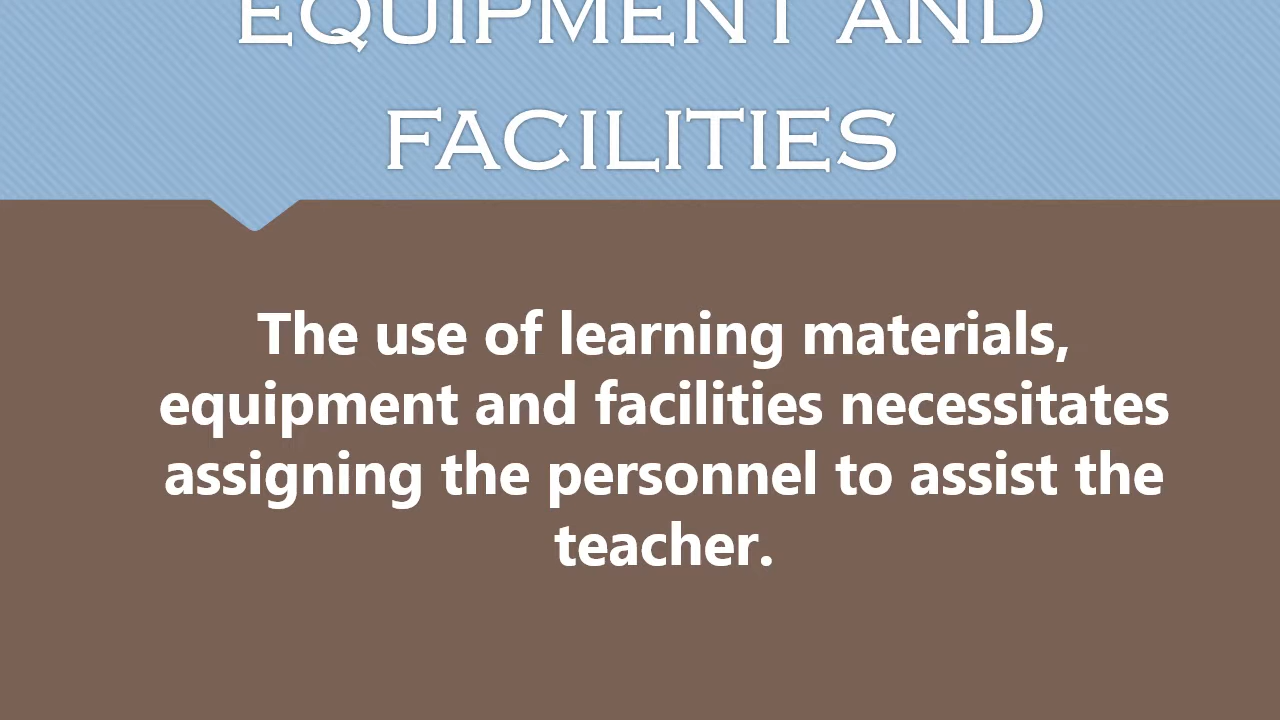 EQUIPMENT AND
FACILITIES
The use of learning materials,
equipment and facilities necessitates
assigning the personnel to assist the
teacher.